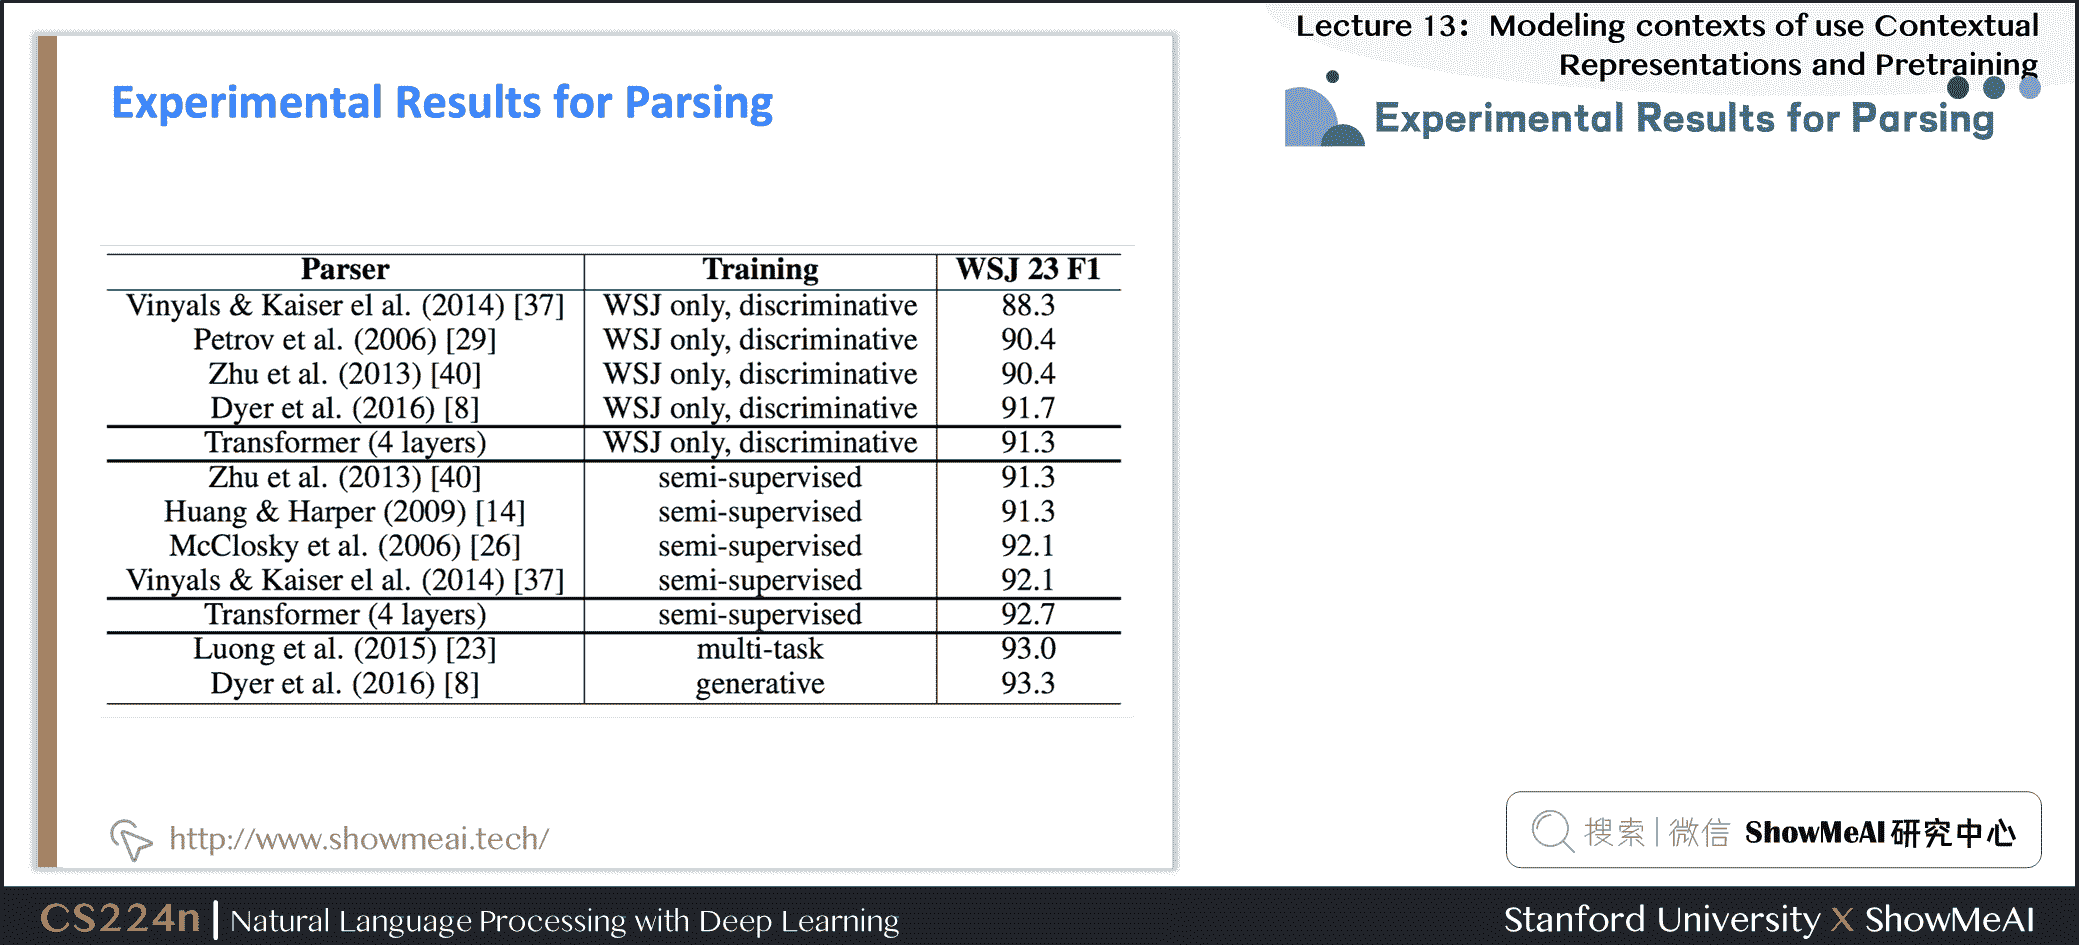 Lecture 13: Modeling contexts of use Contextual
Representations and Pretraining
Experimental Results for Parsing
Experimental Results for Parsing
Parser Training WSJ 23 F1
Vinyals & Kaiser el al. (2014) [37] WSJ only, discriminative 88.3
Petrov et al. (2006) [29] WSJ only, discriminative 90.4
Zhu et al. (2013) [40] WSJ only, discriminative 90.4
Dyer et al. (2016) [8] WSJ only, discriminative 91.7
Transformer (4 layers) WSJ only, discriminative 91.3
Zhu et al. (2013) [40] semi-supervised 91.3
Huang & Harper (2009) [14] semi-supervised 91.3
McClosky et al. (2006) [26] semi-supervised 92.1
Vinyals & Kaiser el al. (2014) [37] semi-supervised 92.1
Transformer (4 layers) semi-supervised 92.7
Luong et al. (2015) [23] multi-task 93.0
Dyer et al. (2016) [8] generative 93.3
http://www.showmeai.tech/
搜索 | 微信 ShowMeAI 研究中心
CS224n | Natural Language Processing with Deep Learning
Stanford University X ShowMeAI